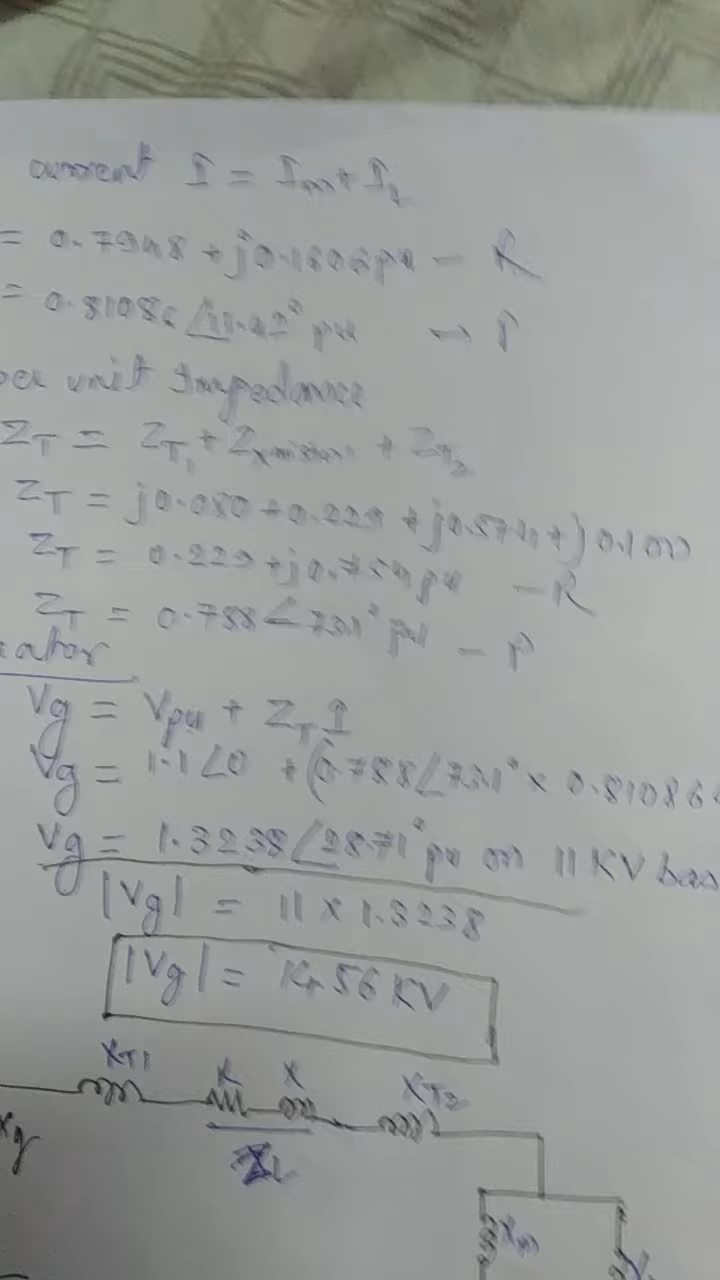 current I = Im + I
= 0.7948 + j0.1606 pu — R
= 0.81086 ∠11.42° pu → P
per unit Impedance
ZT = ZT1 + Zxmission + ZT2
ZT = j0.080 + 0.229 + j0.574 + j0.100
ZT = 0.229 + j0.754 pu — R
ZT = 0.788 ∠73.1° pu — P
rator
Vg = Vpu + ZT I
Vg = 1.1∠0 + (0.788∠73.1° × 0.81086
Vg = 1.3238∠28.71° pu on 11 KV bas
|Vg| = 11 × 1.3238
|Vg| = 14.56 KV
XT1
R X
XT2
Xg
ZL
Xm